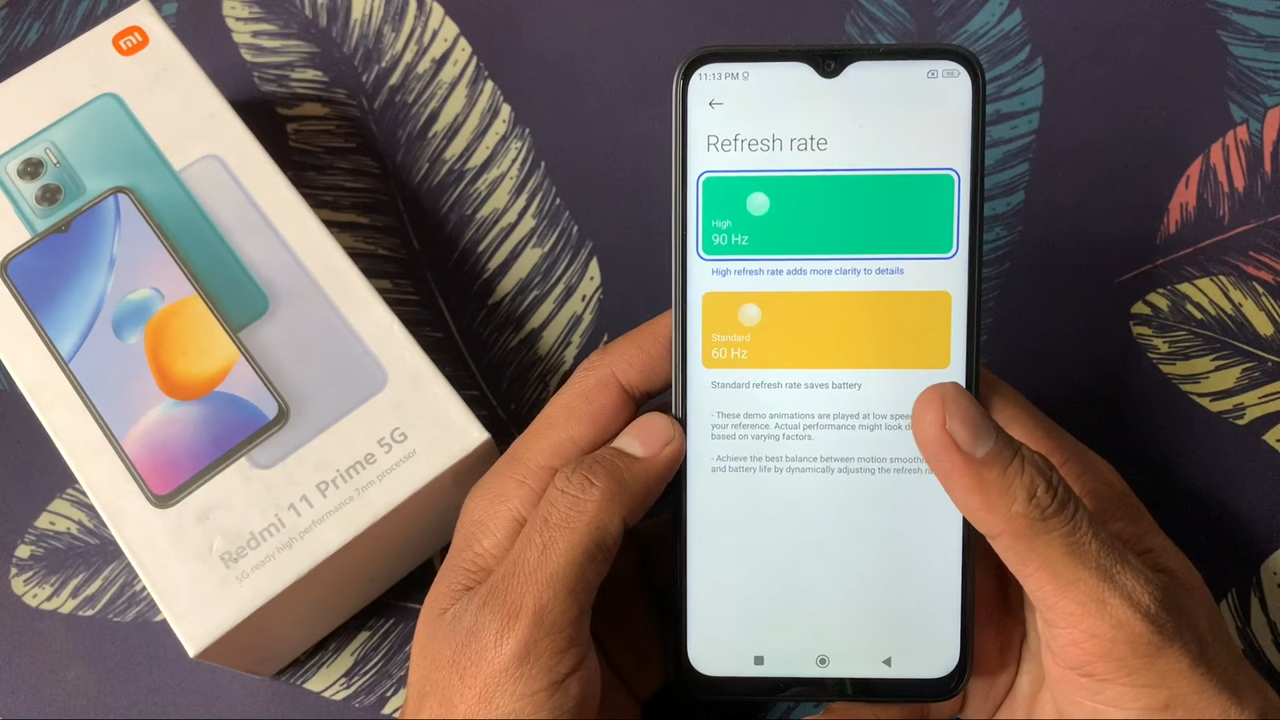 mi
Redmi 11 Prime 5G
5G ready high performance 7nm processor
11:13 PM
Refresh rate
High
90 Hz
High refresh rate adds more clarity to details
Standard
60 Hz
Standard refresh rate saves battery
- These demo animations are played at low
your reference. Actual performance might look
based on varying factors.
- Achieve the best balance between motion
and battery life by dynamically adjusting the refresh